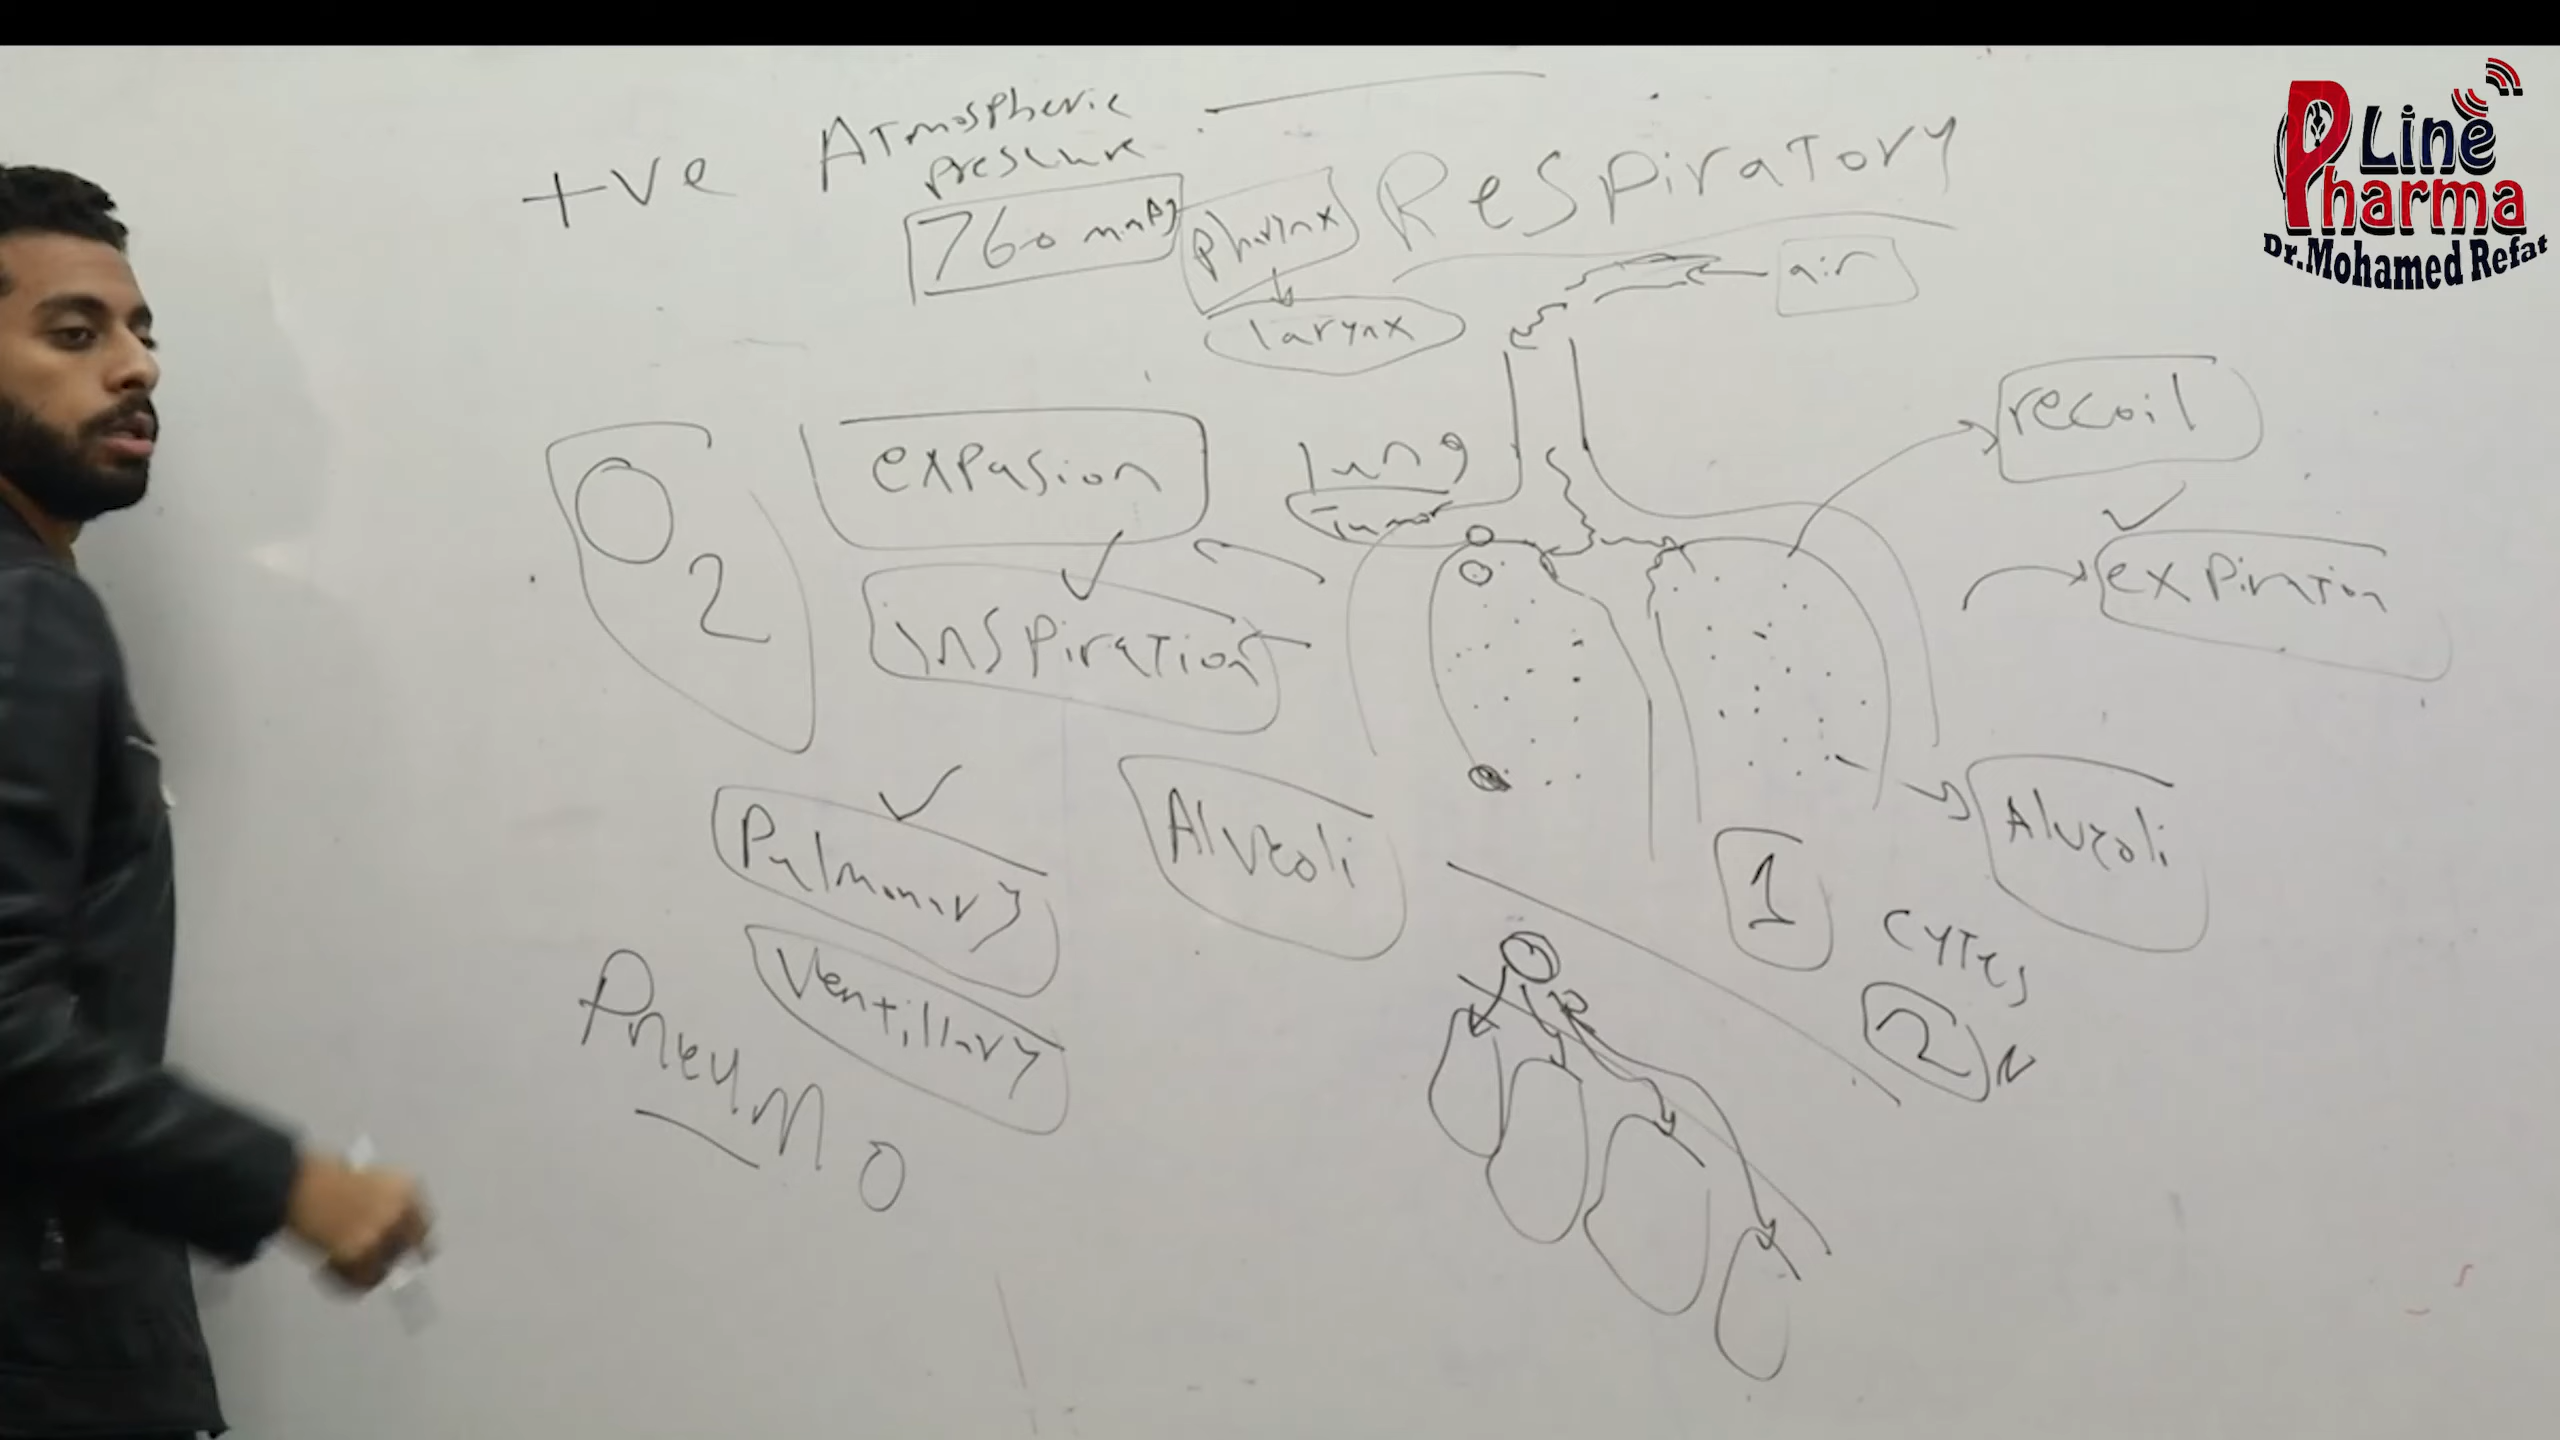 +ve
Atmospheric
pressure
760 mmHg
Pharynx
larynx
Respiratory
air
recoil
expasion
lung
Tumor
O2
inspiration
expiration
Pulmonary
Ventillary
Alveoli
Alveoli
1
cytes
2
N
Pneumo
Line
Pharma
Dr.Mohamed Refat